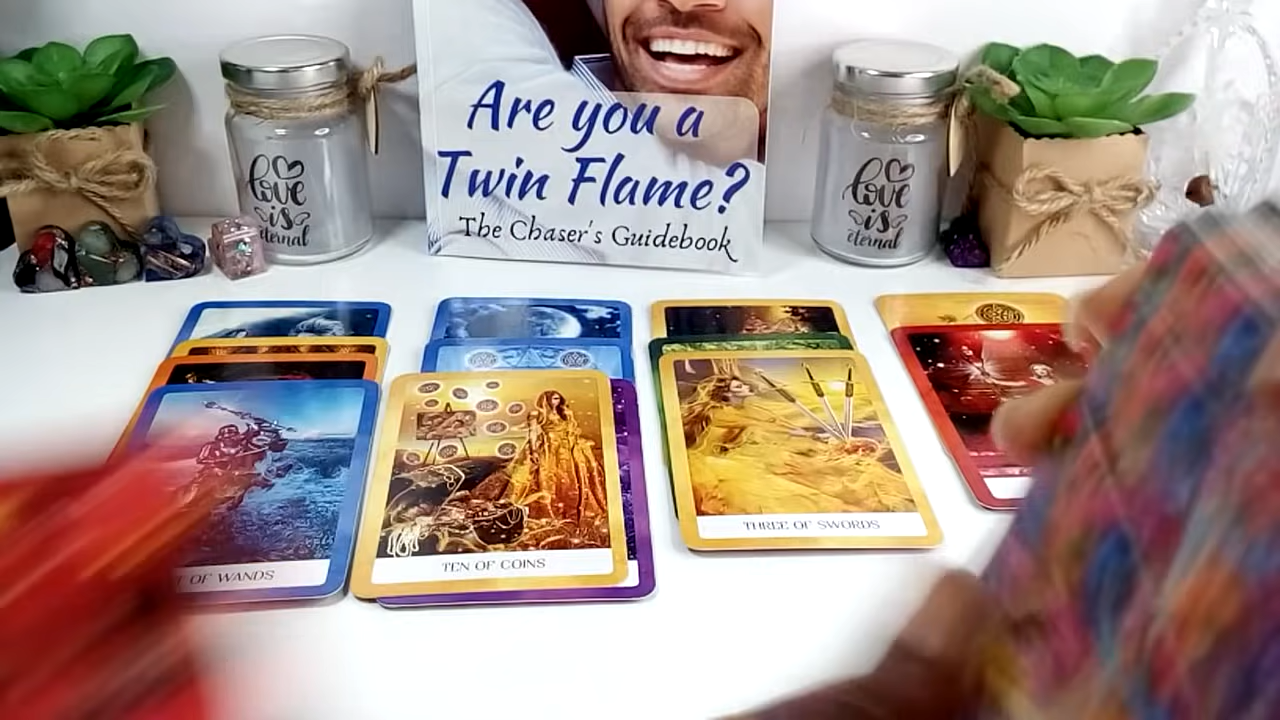 Are you a
Twin Flame?
The Chaser's Guidebook
love
is
eternal
love
is
eternal
T OF WANDS
TEN OF COINS
THREE OF SWORDS